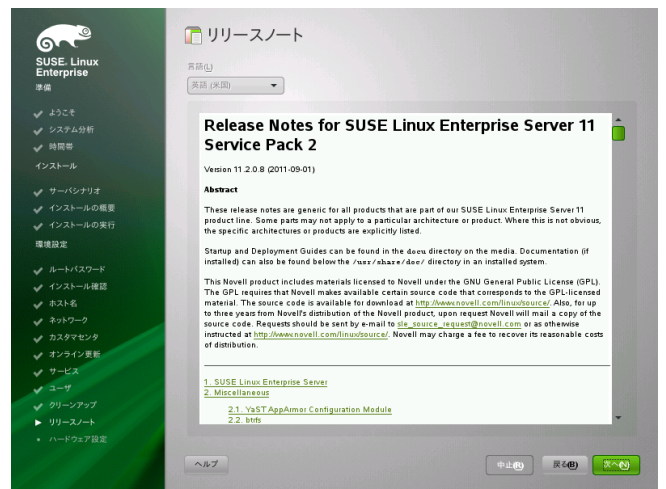 SUSE. Linux
Enterprise
準備
ようこそ
システム分析
時間帯
インストール
サーバシナリオ
インストールの概要
インストールの実行
環境設定
ルートパスワード
インストール確認
ホスト名
ネットワーク
カスタマセンタ
オンライン更新
サービス
ユーザ
クリーンアップ
リリースノート
ハードウェア設定
リリースノート
言語(L)
英語 (米国)
Release Notes for SUSE Linux Enterprise Server 11
Service Pack 2
Version 11.2.0.8 (2011-09-01)
Abstract
These release notes are generic for all products that are part of our SUSE Linux Enterprise Server 11
product line. Some parts may not apply to a particular architecture or product. Where this is not obvious,
the specific architectures or products are explicitly listed.
Startup and Deployment Guides can be found in the docu directory on the media. Documentation (if
installed) can also be found below the /usr/share/doc/ directory in an installed system.
This Novell product includes materials licensed to Novell under the GNU General Public License (GPL).
The GPL requires that Novell makes available certain source code that corresponds to the GPL-licensed
material. The source code is available for download at http://www.novell.com/linux/source/. Also, for up
to three years from Novell's distribution of the Novell product, upon request Novell will mail a copy of the
source code. Requests should be sent by e-mail to sle_source_request@novell.com or as otherwise
instructed at http://www.novell.com/linux/source/. Novell may charge a fee to recover its reasonable costs
of distribution.
1. SUSE Linux Enterprise Server
2. Miscellaneous
2.1. YaST AppArmor Configuration Module
2.2. btrfs
ヘルプ
中止(R)
戻る(B)
次へ(N)